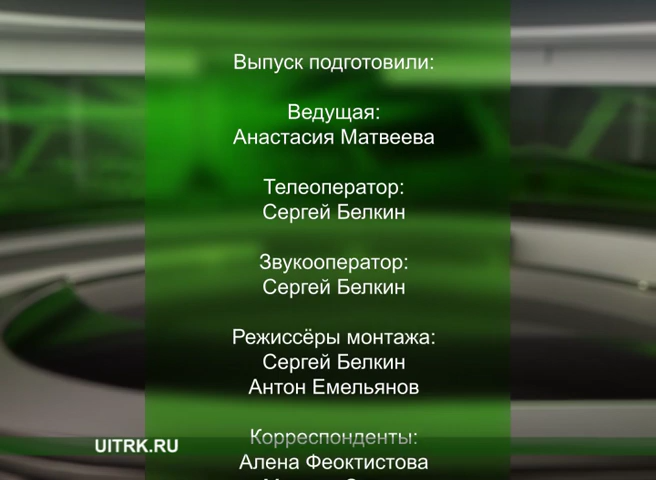 Выпуск подготовили:
Ведущая:
Анастасия Матвеева
Телеоператор:
Сергей Белкин
Звукооператор:
Сергей Белкин
Режиссёры монтажа:
Сергей Белкин
Антон Емельянов
Корреспонденты:
UITRK.RU
Алена Феоктистова